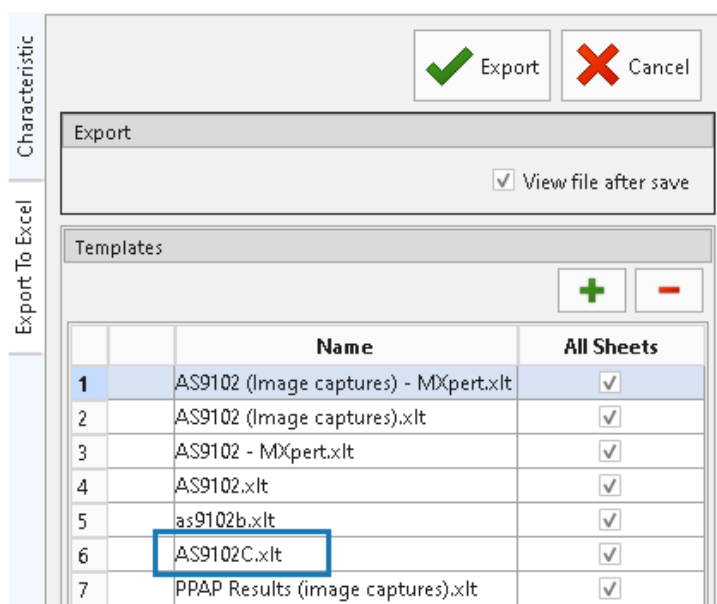 Characteristic
Export To Excel
Export Cancel
Export
View file after save
Templates
Name All Sheets
1 AS9102 (Image captures) - MXpert.xlt
2 AS9102 (Image captures).xlt
3 AS9102 - MXpert.xlt
4 AS9102.xlt
5 as9102b.xlt
6 AS9102C.xlt
7 PPAP Results (image captures).xlt